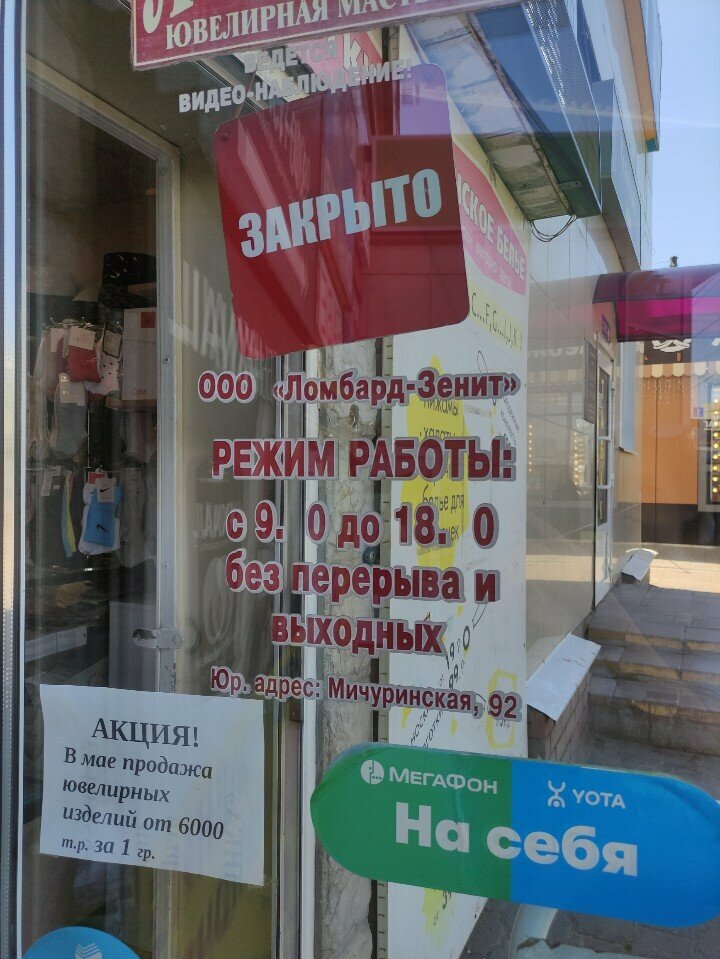 ЮВЕЛИРНАЯ
ВЕДЕТСЯ
ВИДЕО-НАБЛЮДЕНИЕ!
ЗАКРЫТО
ООО «Ломбард-Зенит»
РЕЖИМ РАБОТЫ:
с 9. 0 до 18. 0
без перерыва и
выходных
Юр. адрес: Мичуринская, 92
АКЦИЯ!
В мае продажа
ювелирных
изделий от 6000
т.р. за 1 гр.
МЕГАФОН
YOTA
На себя
БЕЛЬЕ